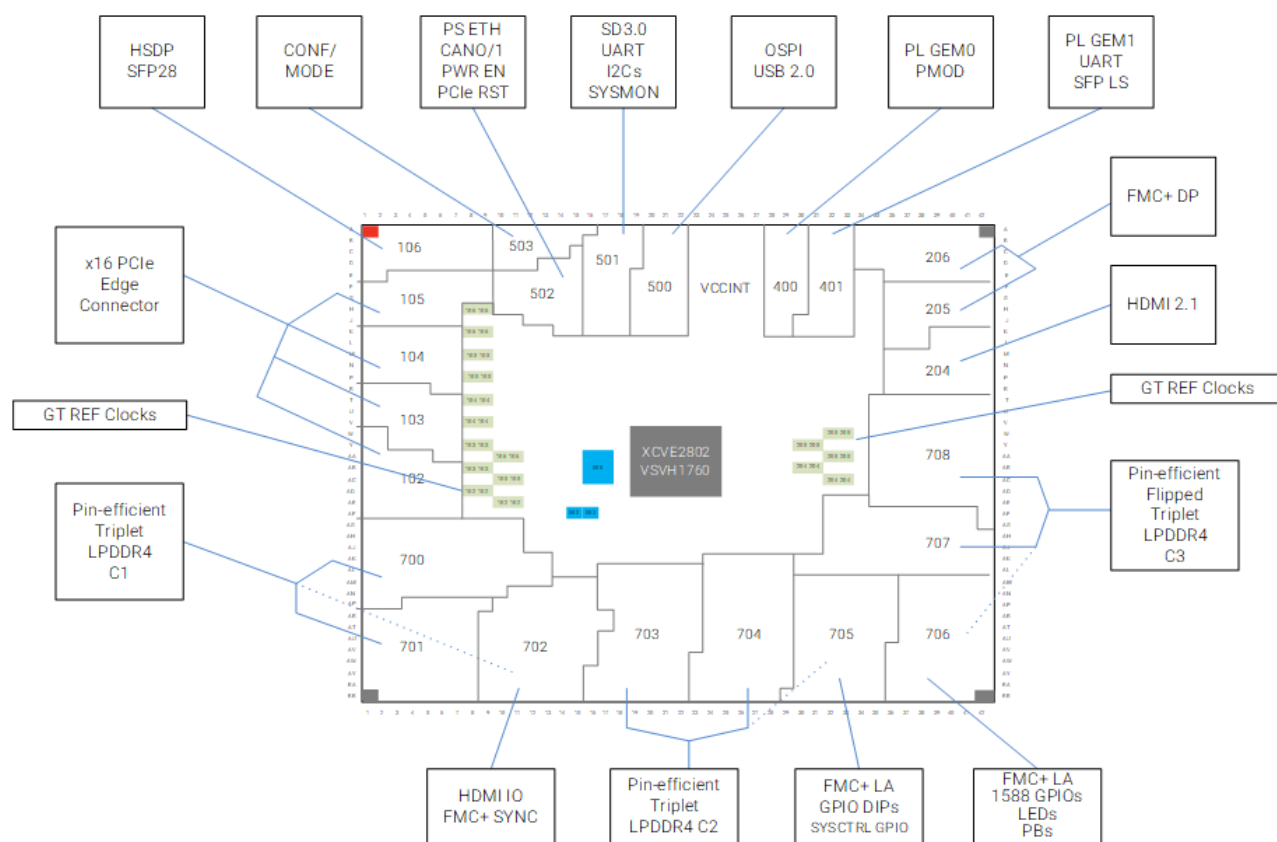 HSDP
SFP28
CONF/
MODE
PS ETH
CANO/1
PWR EN
PCIe RST
SD3.0
UART
I2Cs
SYSMON
OSPI
USB 2.0
PL GEM0
PMOD
PL GEM1
UART
SFP LS
FMC+ DP
x16 PCIe
Edge
Connector
HDMI 2.1
GT REF Clocks
GT REF Clocks
Pin-efficient
Triplet
LPDDR4
C1
Pin-efficient
Flipped
Triplet
LPDDR4
C3
106
503
501
502
500
VCCINT
400
401
206
105
205
104
204
103
XCVE2802
VSVH1760
708
102
707
700
701
702
703
704
705
706
HDMI IO
FMC+ SYNC
Pin-efficient
Triplet
LPDDR4 C2
FMC+ LA
GPIO DIPs
SYSCTRL GPIO
FMC+ LA
1588 GPIOs
LEDs
PBs